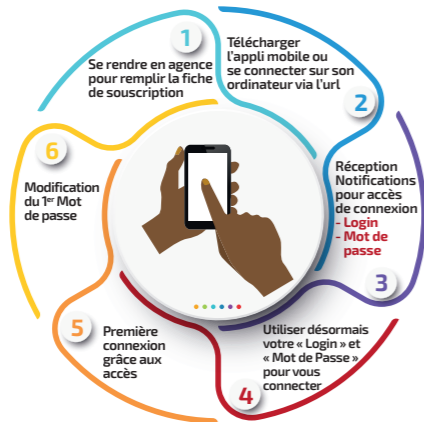 1
Se rendre en agence
pour remplir la fiche
de souscription
Télécharger
l'appli mobile ou
se connecter sur son
ordinateur via l'url
2
Réception
Notifications
pour accès
de connexion
- Login
- Mot de
passe
3
Utiliser désormais
votre « Login » et
« Mot de Passe »
pour vous
connecter
4
5
Première
connexion
grâce aux
accès
6
Modification
du 1er Mot
de passe